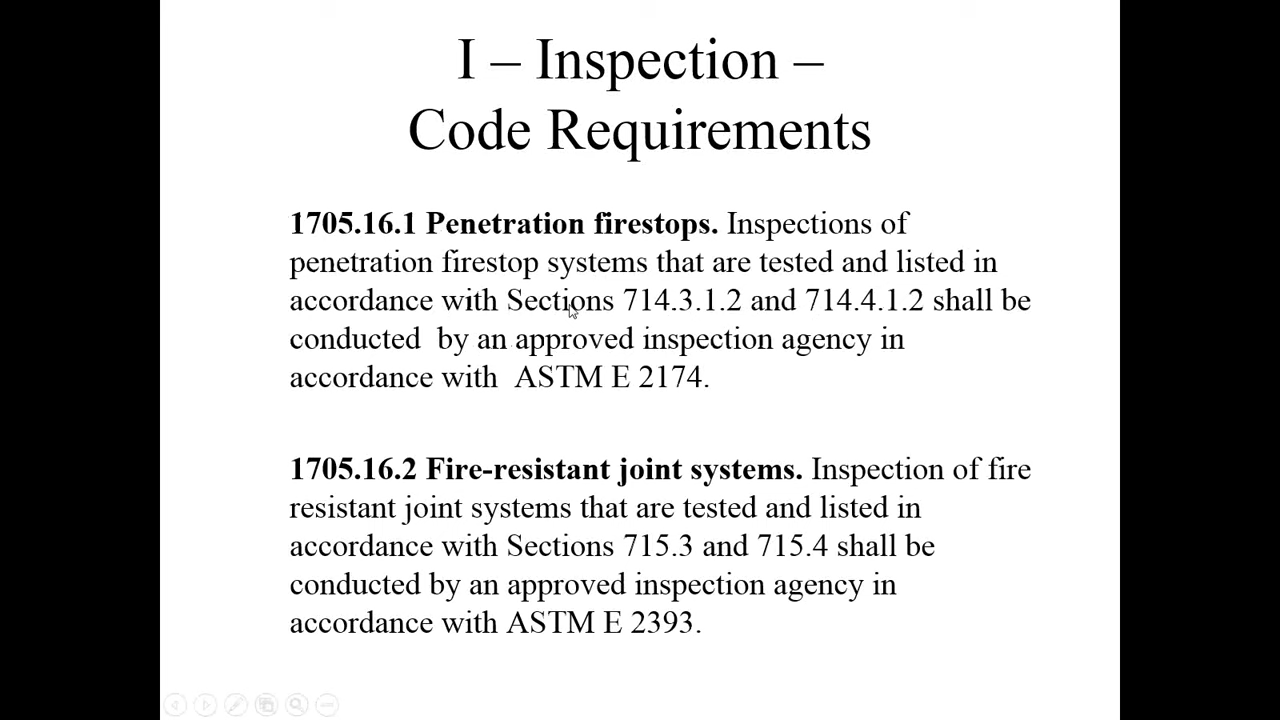 I – Inspection –
Code Requirements
1705.16.1 Penetration firestops. Inspections of
penetration firestop systems that are tested and listed in
accordance with Sections 714.3.1.2 and 714.4.1.2 shall be
conducted  by an approved inspection agency in
accordance with  ASTM E 2174.
1705.16.2 Fire-resistant joint systems. Inspection of fire
resistant joint systems that are tested and listed in
accordance with Sections 715.3 and 715.4 shall be
conducted by an approved inspection agency in
accordance with ASTM E 2393.